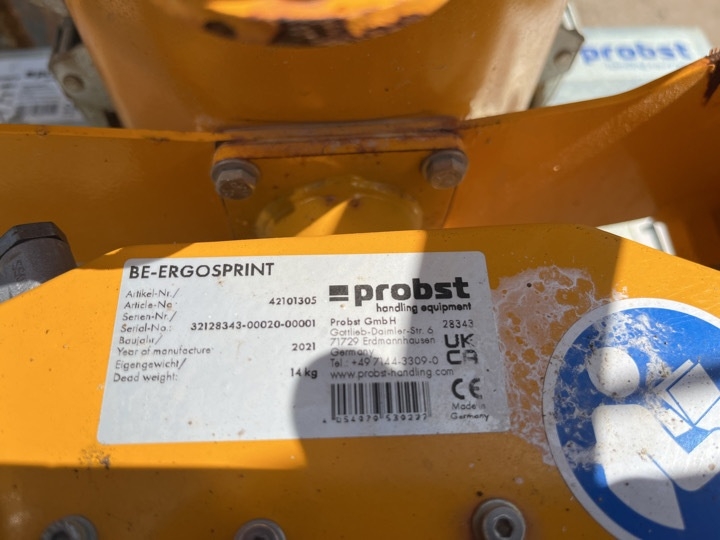 probst
BE-ERGOSPRINT
Artikel-Nr./
Article-No
42101305
Serien-Nr./
Serial-No.:
32128343-00020-00001
Baujahr/
Year of manufacture:
2021
Eigengewicht/
Dead weight:
14 kg
probst
handling equipment
Probst GmbH
28343
Gottlieb-Daimler-Str. 6
71729 Erdmannhausen
Germany
Tel.: +49 7144-3309-0
www.probst-handling.com
UK
CA
CE
Made in
Germany